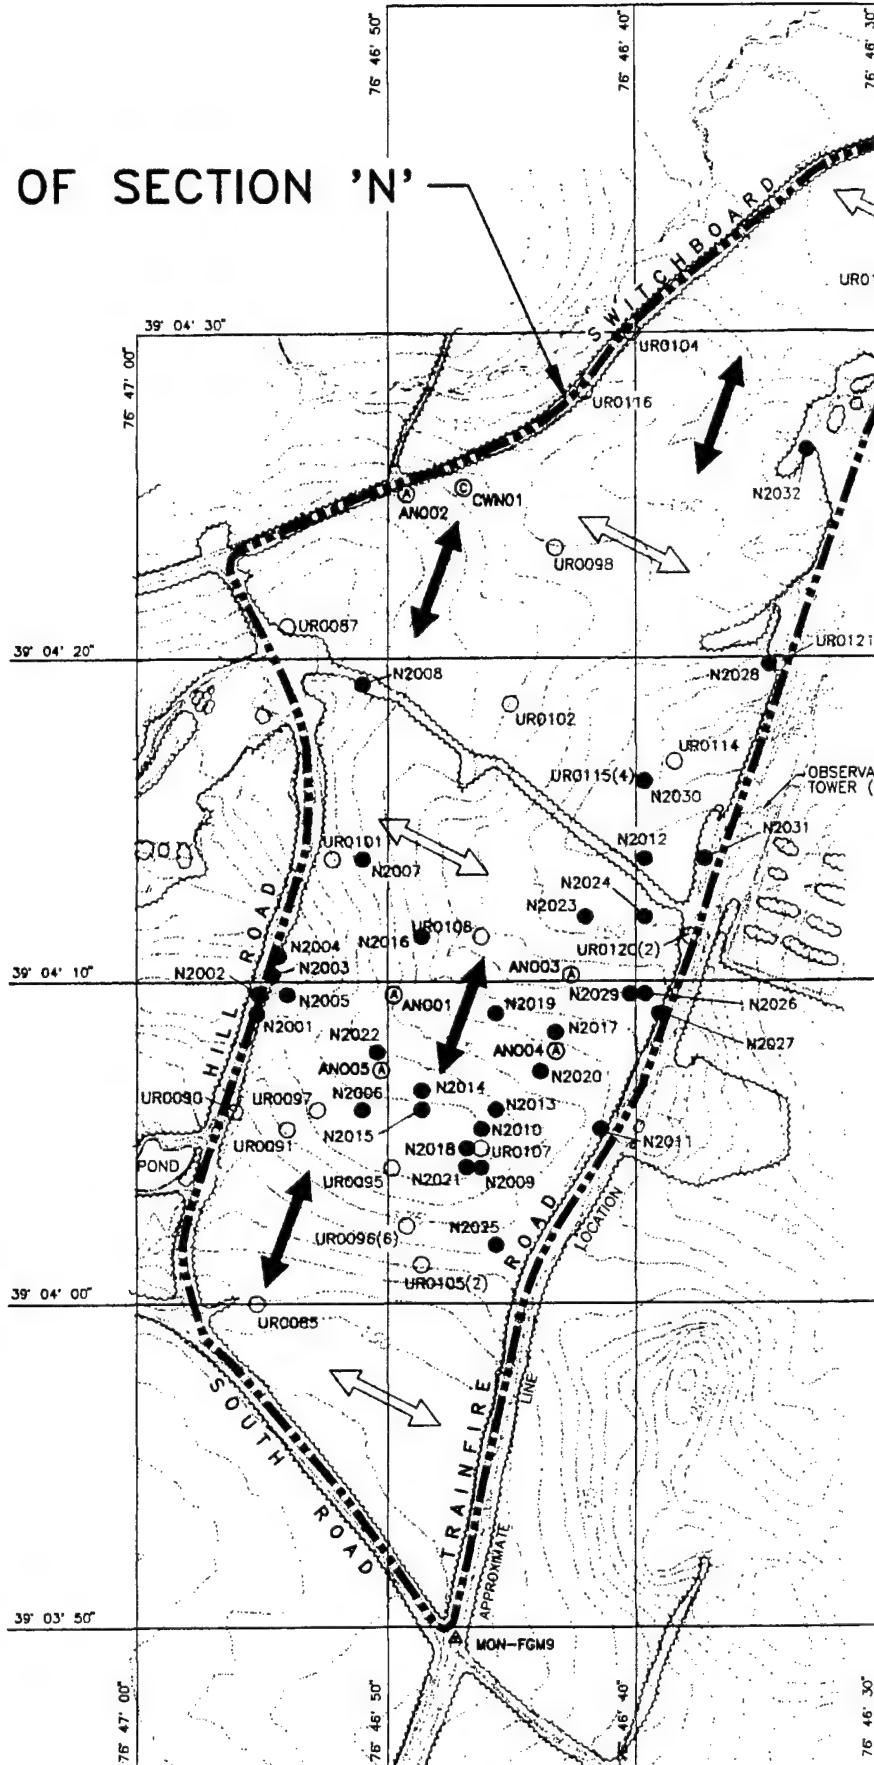 76° 46' 50"
76° 46' 40"
76° 46' 30"
OF SECTION 'N'
SWITCHBOARD
UR01
39° 04' 30"
UR0104
76° 47' 00"
UR0116
N2032
AN002
CWN01
UR0098
UR0087
39° 04' 20"
UR0121
N2008
N2028
UR0102
UR0114
UR0115(4)
OBSERVA
TOWER (
N2030
UR0101
N2012
N2031
N2007
N2024
HILL ROAD
N2023
N2004
N2016
UR0108
UR0120(2)
39° 04' 10"
N2002
N2003
AN003
N2005
AN001
N2029
N2026
N2001
N2019
N2022
N2017
N2027
AN004
AN005
N2014
N2020
UR0090
UR0097
N2006
N2013
N2015
N2010
UR0091
N2018
UR0107
N2011
POND
UR0095
N2021
N2009
UR0096(6)
N2025
LOCATION
UR0105(2)
39° 04' 00"
UR0085
LINE
SOUTH ROAD
TRAINFIRE ROAD
APPROXIMATE
39° 03' 50"
MON-FGM9
76° 47' 00"
76° 46' 50"
76° 46' 40"
76° 46' 30"
A
C
A
A
A
A